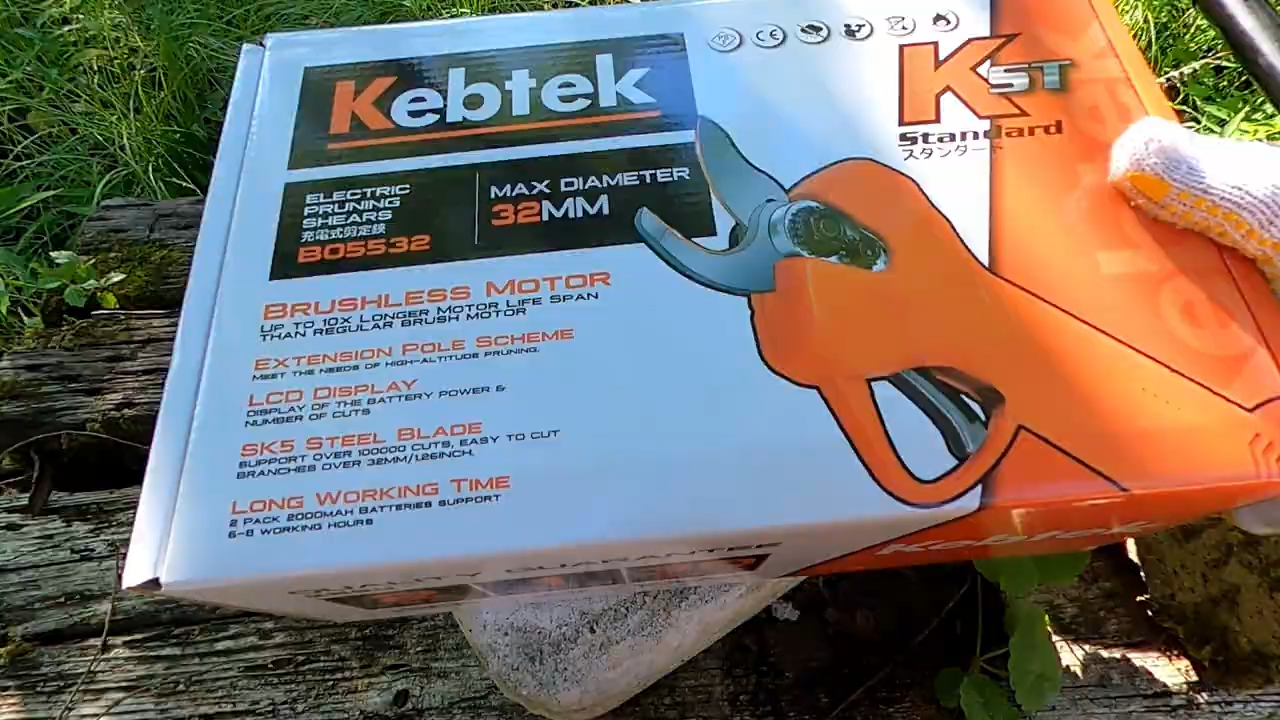 Kebtek
KST
Standard
スタンダード
ELECTRIC
PRUNING
SHEARS
充電式剪定鋏
BO5532
MAX DIAMETER
32MM
BRUSHLESS MOTOR
UP TO 10X LONGER MOTOR LIFE SPAN
THAN REGULAR BRUSH MOTOR
EXTENSION POLE SCHEME
MEET THE NEEDS OF HIGH-ALTITUDE PRUNING.
LCD DISPLAY
DISPLAY OF THE BATTERY POWER &
NUMBER OF CUTS
SK5 STEEL BLADE
SUPPORT OVER 100000 CUTS, EASY TO CUT
BRANCHES OVER 32MM/1.26INCH.
LONG WORKING TIME
2 PACK 2000MAH BATTERIES SUPPORT
6-8 WORKING HOURS
QUALITY GUARANTEE
Kebtek